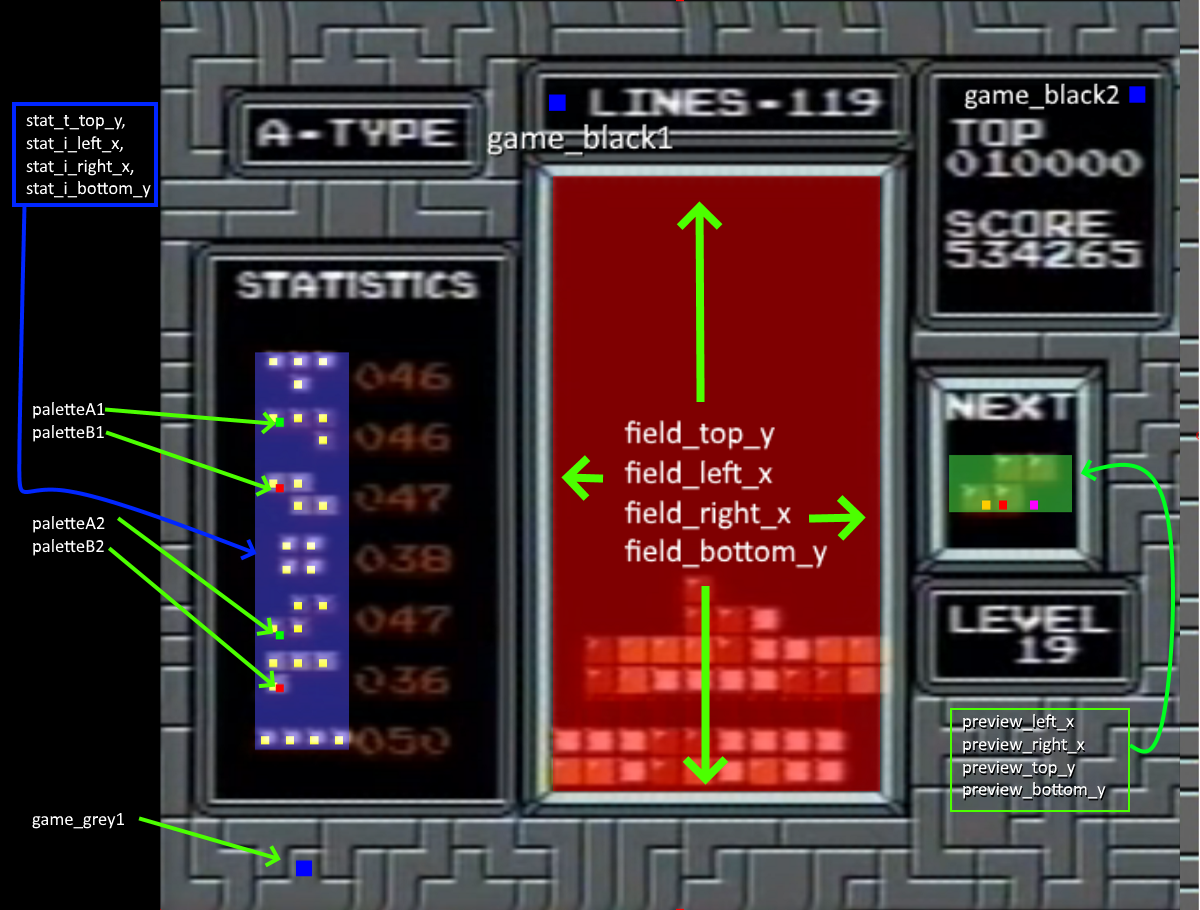 stat_t_top_y,
stat_i_left_x,
stat_i_right_x,
stat_i_bottom_y
A-TYPE
LINES-119
game_black1
game_black2
TOP
010000
SCORE
534265
STATISTICS
046
046
047
038
047
036
050
paletteA1
paletteB1
paletteA2
paletteB2
game_grey1
field_top_y
field_left_x
field_right_x
field_bottom_y
NEXT
LEVEL
19
preview_left_x
preview_right_x
preview_top_y
preview_bottom_y